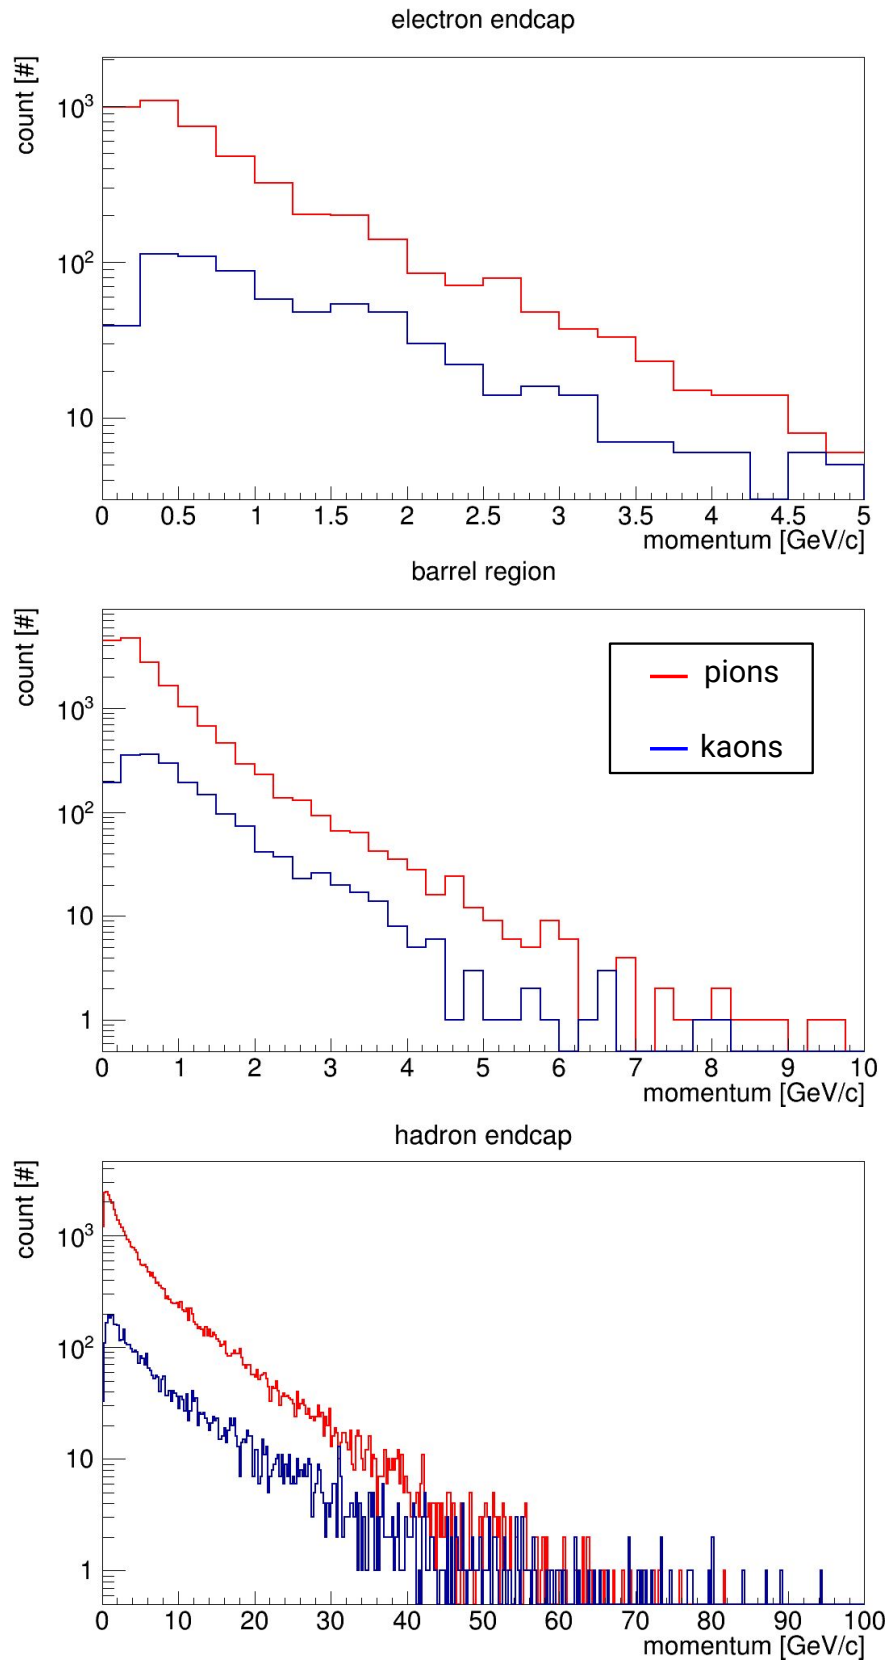 electron endcap
count [#]
10³
10²
10
0 0.5 1 1.5 2 2.5 3 3.5 4 4.5 5
momentum [GeV/c]
barrel region
count [#]
pions
kaons
10³
10²
10
1
0 1 2 3 4 5 6 7 8 9 10
momentum [GeV/c]
hadron endcap
count [#]
10³
10²
10
1
0 10 20 30 40 50 60 70 80 90 100
momentum [GeV/c]